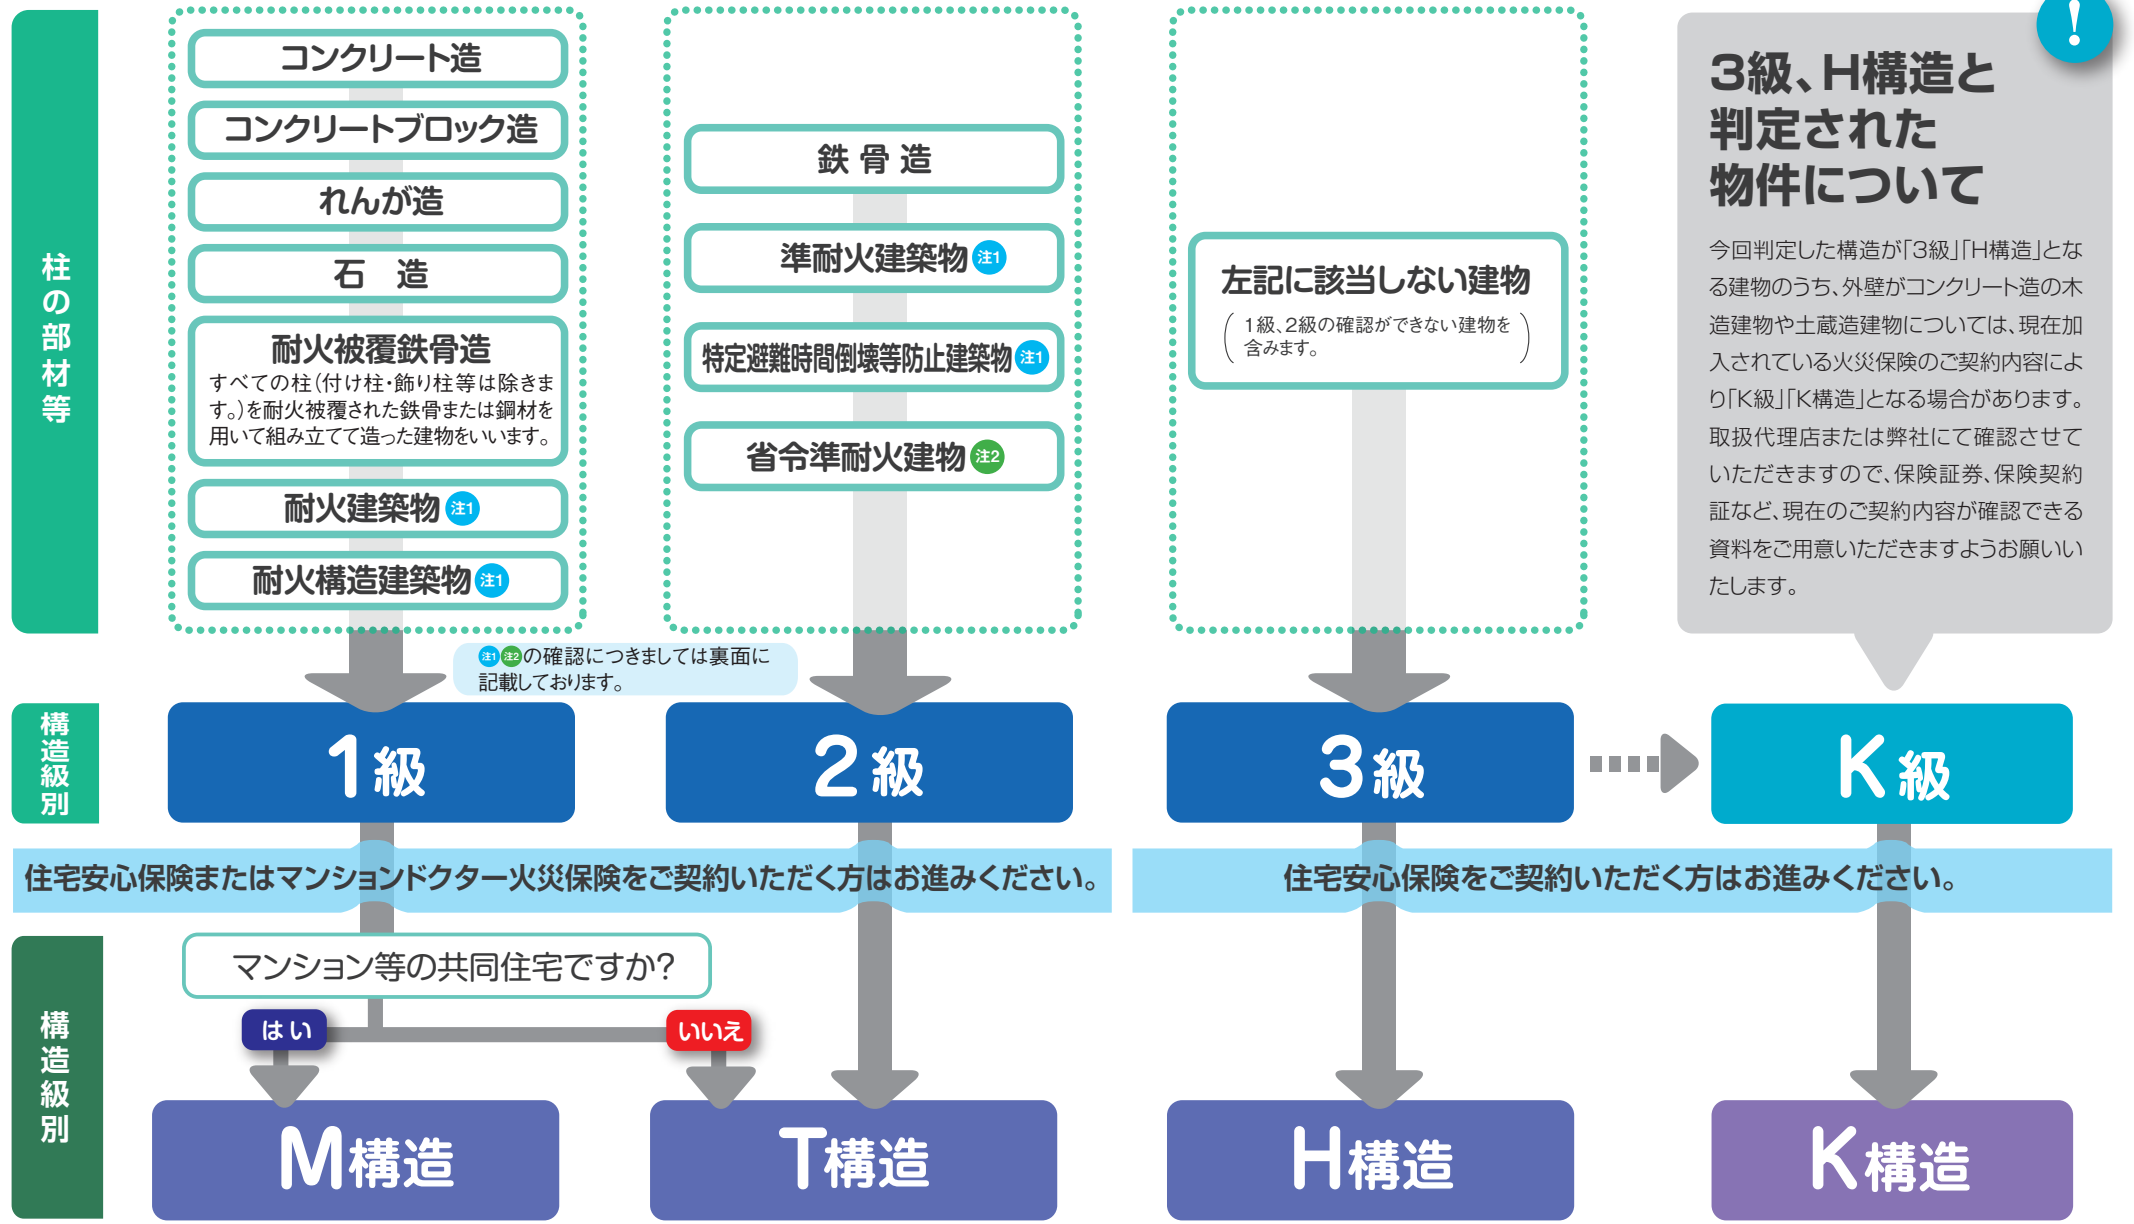 柱の部材等
コンクリート造
コンクリートブロック造
れんが造
石　造
耐火被覆鉄骨造
すべての柱(付け柱・飾り柱等は除きま
す。)を耐火被覆された鉄骨または鋼材を
用いて組み立てて造った建物をいいます。
耐火建築物 注1
耐火構造建築物 注1
鉄 骨 造
準耐火建築物 注1
特定避難時間倒壊等防止建築物 注1
省令準耐火建物 注2
左記に該当しない建物
(1級、2級の確認ができない建物を
含みます。)
!
3級、H構造と
判定された
物件について
今回判定した構造が「3級」「H構造」とな
る建物のうち、外壁がコンクリート造の木
造建物や土蔵造建物については、現在加
入されている火災保険のご契約内容によ
り「K級」「K構造」となる場合があります。
取扱代理店または弊社にて確認させて
いただきますので、保険証券、保険契約
証など、現在のご契約内容が確認できる
資料をご用意いただきますようお願いい
たします。
注1 注2 の確認につきましては裏面に
記載しております。
構造級別
1級
2級
3級
K級
住宅安心保険またはマンションドクター火災保険をご契約いただく方はお進みください。
住宅安心保険をご契約いただく方はお進みください。
構造級別
マンション等の共同住宅ですか?
はい
いいえ
M構造
T構造
H構造
K構造